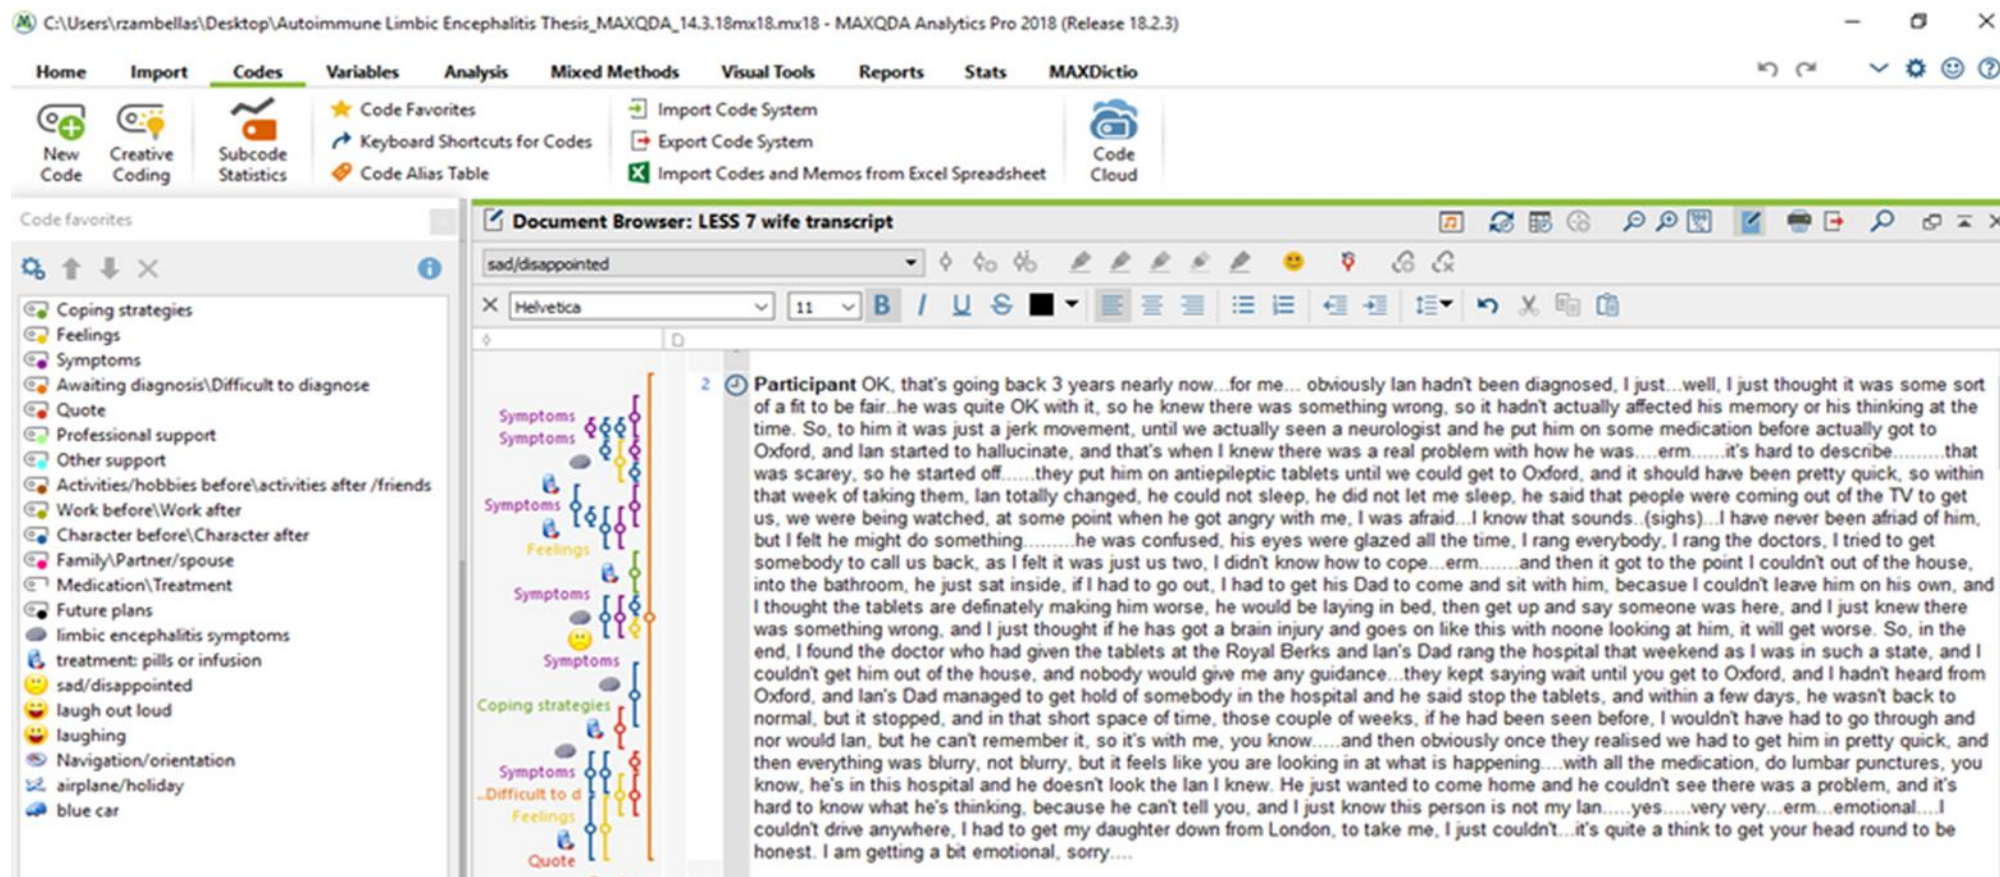 C:\Users\rzambellas\Desktop\Autoimmune Limbic Encephalitis Thesis_MAXQDA_14.3.18mx18.mx18 - MAXQDA Analytics Pro 2018 (Release 18.2.3)
Home Import Codes Variables Analysis Mixed Methods Visual Tools Reports Stats MAXDictio
New Code
Creative Coding
Subcode Statistics
Code Favorites
Keyboard Shortcuts for Codes
Code Alias Table
Import Code System
Export Code System
Import Codes and Memos from Excel Spreadsheet
Code Cloud
Code favorites
Coping strategies
Feelings
Symptoms
Awaiting diagnosis\Difficult to diagnose
Quote
Professional support
Other support
Activities/hobbies before\activities after /friends
Work before\Work after
Character before\Character after
Family\Partner/spouse
Medication\Treatment
Future plans
limbic encephalitis symptoms
treatment: pills or infusion
sad/disappointed
laugh out loud
laughing
Navigation/orientation
airplane/holiday
blue car
Document Browser: LESS 7 wife transcript
sad/disappointed
Helvetica 11 B I U S
Symptoms
Symptoms
Symptoms
Feelings
Symptoms
Symptoms
Coping strategies
Symptoms
..Difficult to d
Feelings
Quote
2
Participant OK, that's going back 3 years nearly now...for me... obviously Ian hadn't been diagnosed, I just...well, I just thought it was some sort
of a fit to be fair..he was quite OK with it, so he knew there was something wrong, so it hadn't actually affected his memory or his thinking at the
time. So, to him it was just a jerk movement, until we actually seen a neurologist and he put him on some medication before actually got to
Oxford, and Ian started to hallucinate, and that's when I knew there was a real problem with how he was....erm......it's hard to describe.........that
was scarey, so he started off......they put him on antiepileptic tablets until we could get to Oxford, and it should have been pretty quick, so within
that week of taking them, Ian totally changed, he could not sleep, he did not let me sleep, he said that people were coming out of the TV to get
us, we were being watched, at some point when he got angry with me, I was afraid...I know that sounds..(sighs)...I have never been afriad of him,
but I felt he might do something.........he was confused, his eyes were glazed all the time, I rang everybody, I rang the doctors, I tried to get
somebody to call us back, as I felt it was just us two, I didn't know how to cope...erm.......and then it got to the point I couldn't out of the house,
into the bathroom, he just sat inside, if I had to go out, I had to get his Dad to come and sit with him, becasue I couldn't leave him on his own, and
I thought the tablets are definately making him worse, he would be laying in bed, then get up and say someone was here, and I just knew there
was something wrong, and I just thought if he has got a brain injury and goes on like this with noone looking at him, it will get worse. So, in the
end, I found the doctor who had given the tablets at the Royal Berks and Ian's Dad rang the hospital that weekend as I was in such a state, and I
couldn't get him out of the house, and nobody would give me any guidance...they kept saying wait until you get to Oxford, and I hadn't heard from
Oxford, and Ian's Dad managed to get hold of somebody in the hospital and he said stop the tablets, and within a few days, he wasn't back to
normal, but it stopped, and in that short space of time, those couple of weeks, if he had been seen before, I wouldn't have had to go through and
nor would Ian, but he can't remember it, so it's with me, you know.....and then obviously once they realised we had to get him in pretty quick, and
then everything was blurry, not blurry, but it feels like you are looking in at what is happening....with all the medication, do lumbar punctures, you
know, he's in this hospital and he doesn't look the Ian I knew. He just wanted to come home and he couldn't see there was a problem, and it's
hard to know what he's thinking, because he can't tell you, and I just know this person is not my Ian.....yes.....very very...erm...emotional....I
couldn't drive anywhere, I had to get my daughter down from London, to take me, I just couldn't...it's quite a think to get your head round to be
honest. I am getting a bit emotional, sorry....